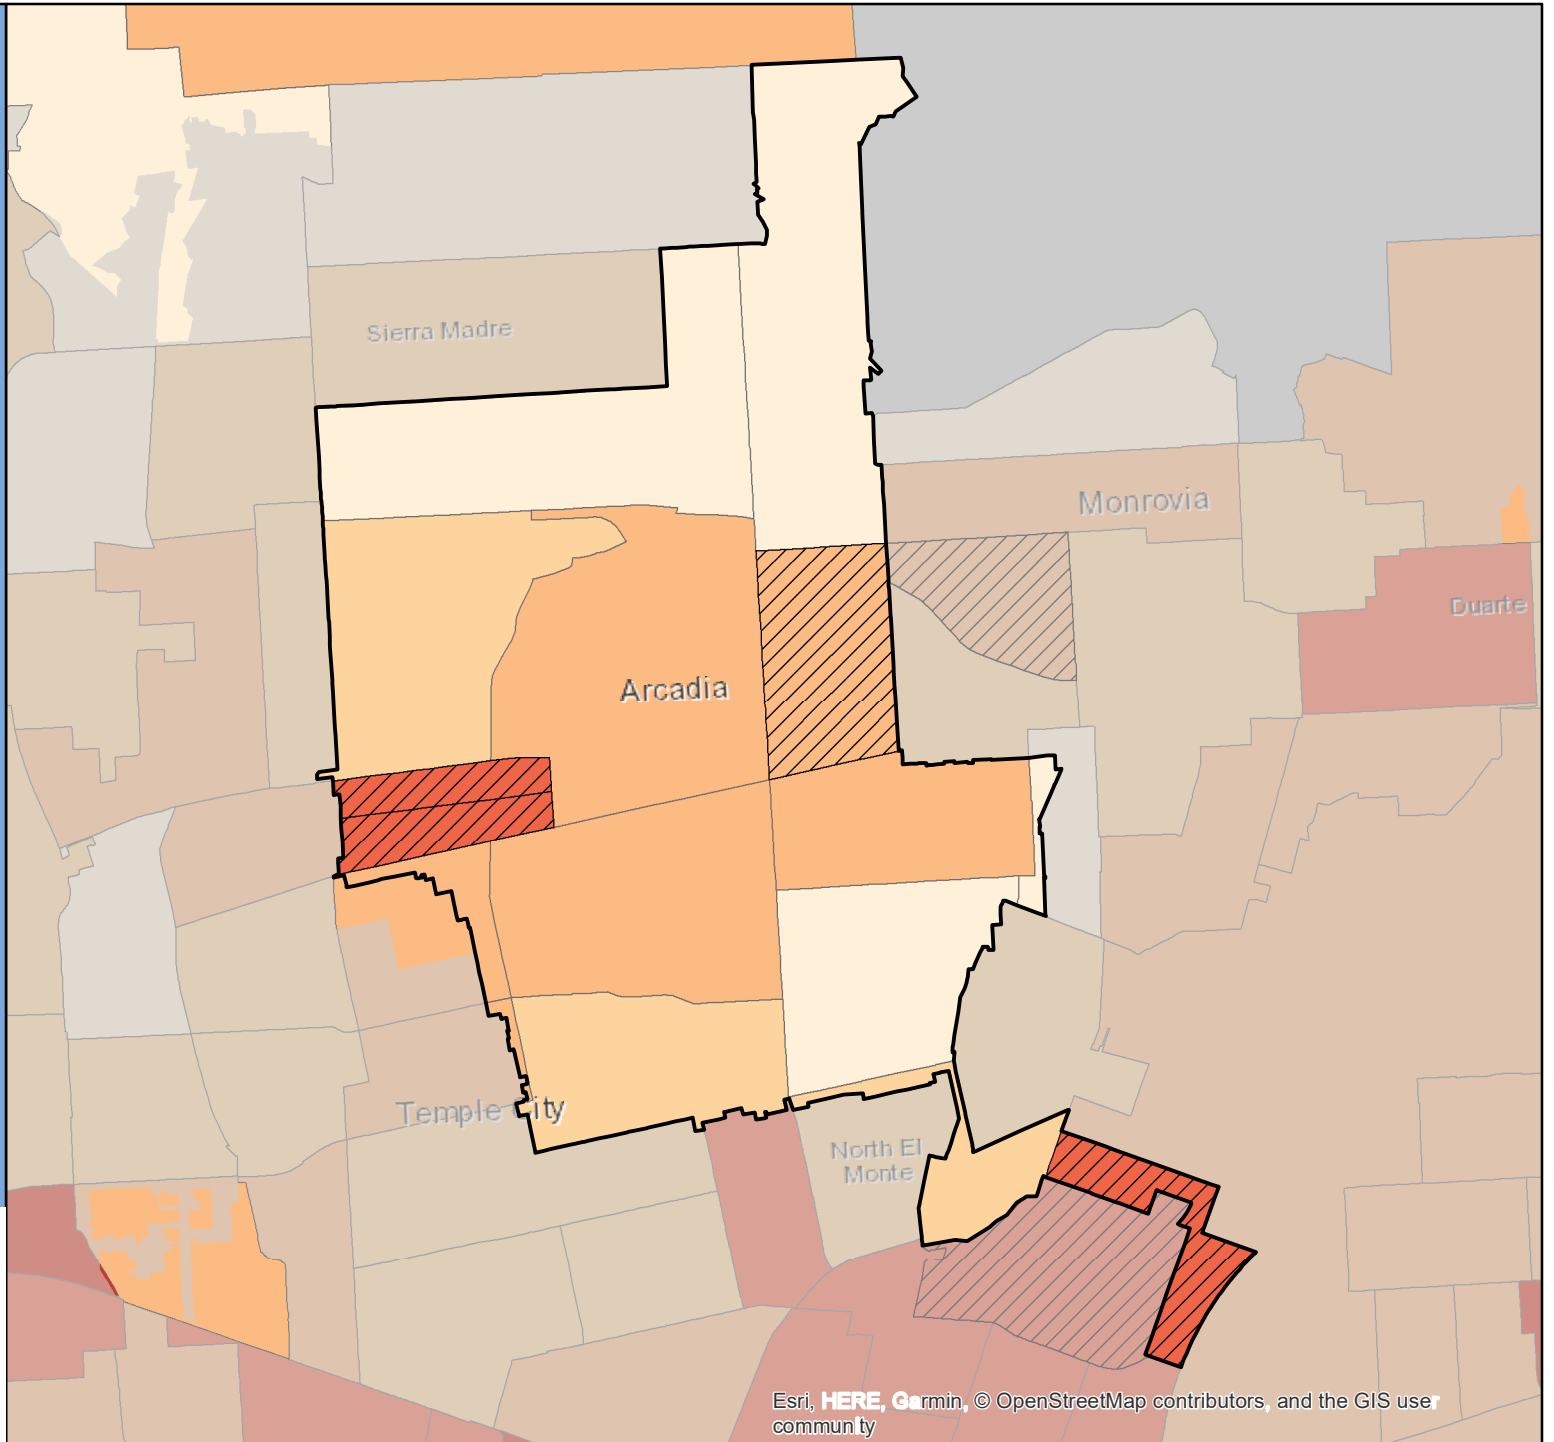 Sierra Madre
Monrovia
Duarte
Arcadia
Temple City
North El
Monte
Esri, HERE, Garmin, © OpenStreetMap contributors, and the GIS user
community